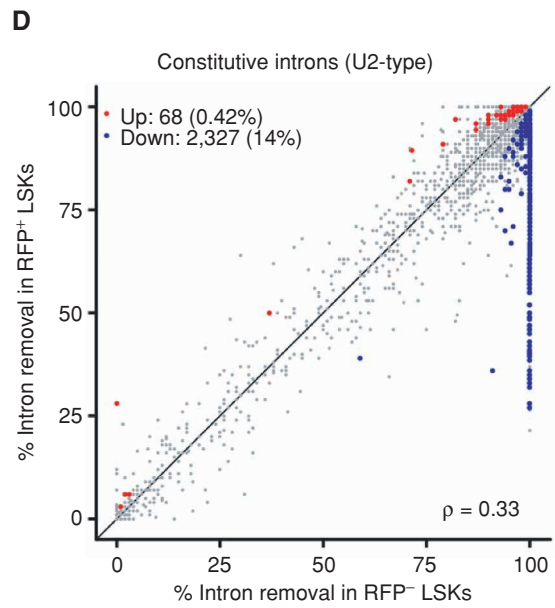 D
Constitutive introns (U2-type)
Up: 68 (0.42%)
Down: 2,327 (14%)
100
75
50
25
0
% Intron removal in RFP⁺ LSKs
ρ = 0.33
0 25 50 75 100
% Intron removal in RFP⁻ LSKs